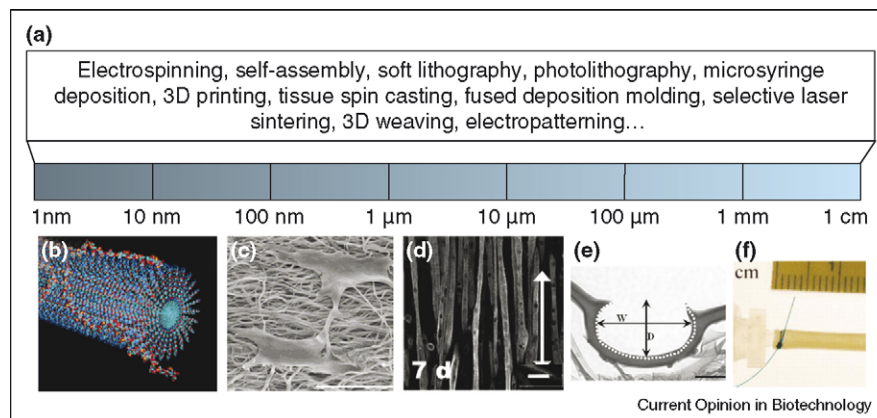 (a)
Electrospinning, self-assembly, soft lithography, photolithography, microsyringe
deposition, 3D printing, tissue spin casting, fused deposition molding, selective laser
sintering, 3D weaving, electropatterning…
1nm 10 nm 100 nm 1 µm 10 µm 100 µm 1 mm 1 cm
(b) (c) (d) (e) (f)
cm
W
D
7 d
Current Opinion in Biotechnology